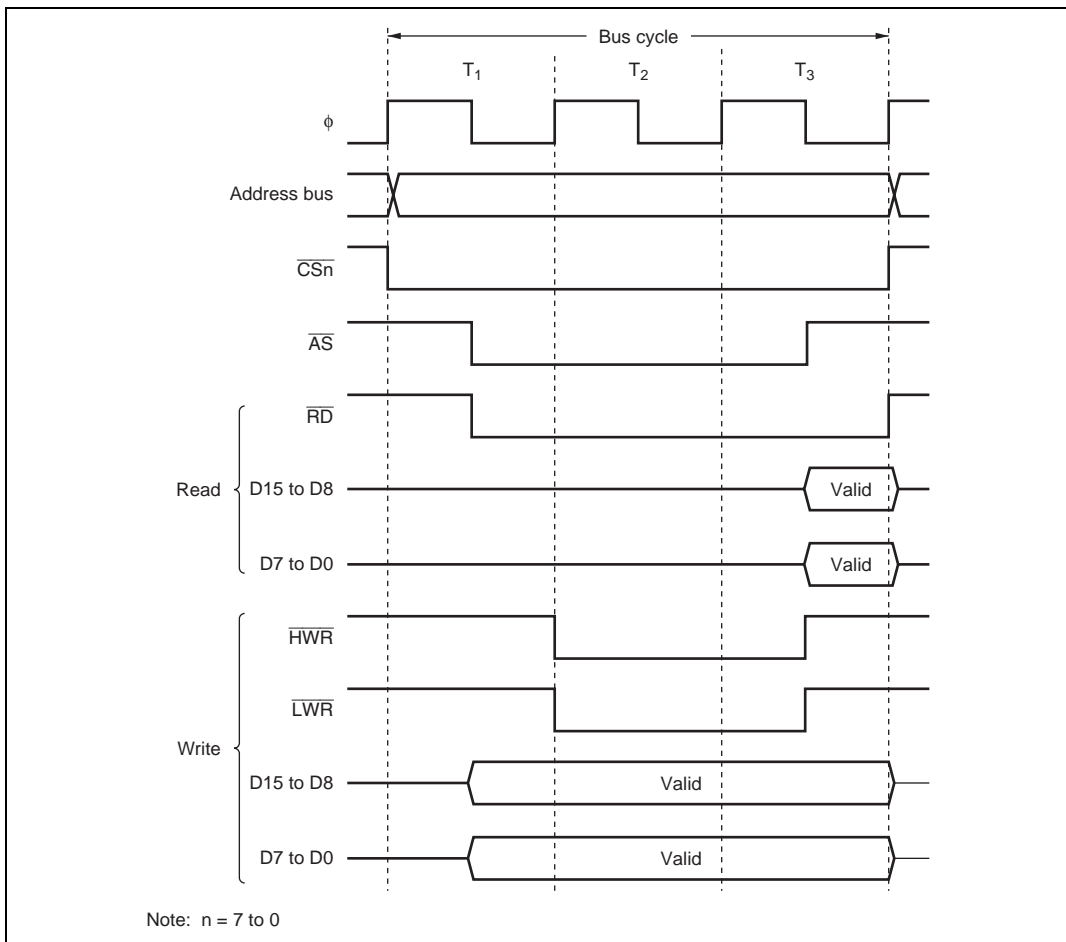 Bus cycle
T1 T2 T3
φ
Address bus
CSn
AS
RD
Read
D15 to D8 Valid
D7 to D0 Valid
HWR
LWR
Write
D15 to D8 Valid
D7 to D0 Valid
Note: n = 7 to 0